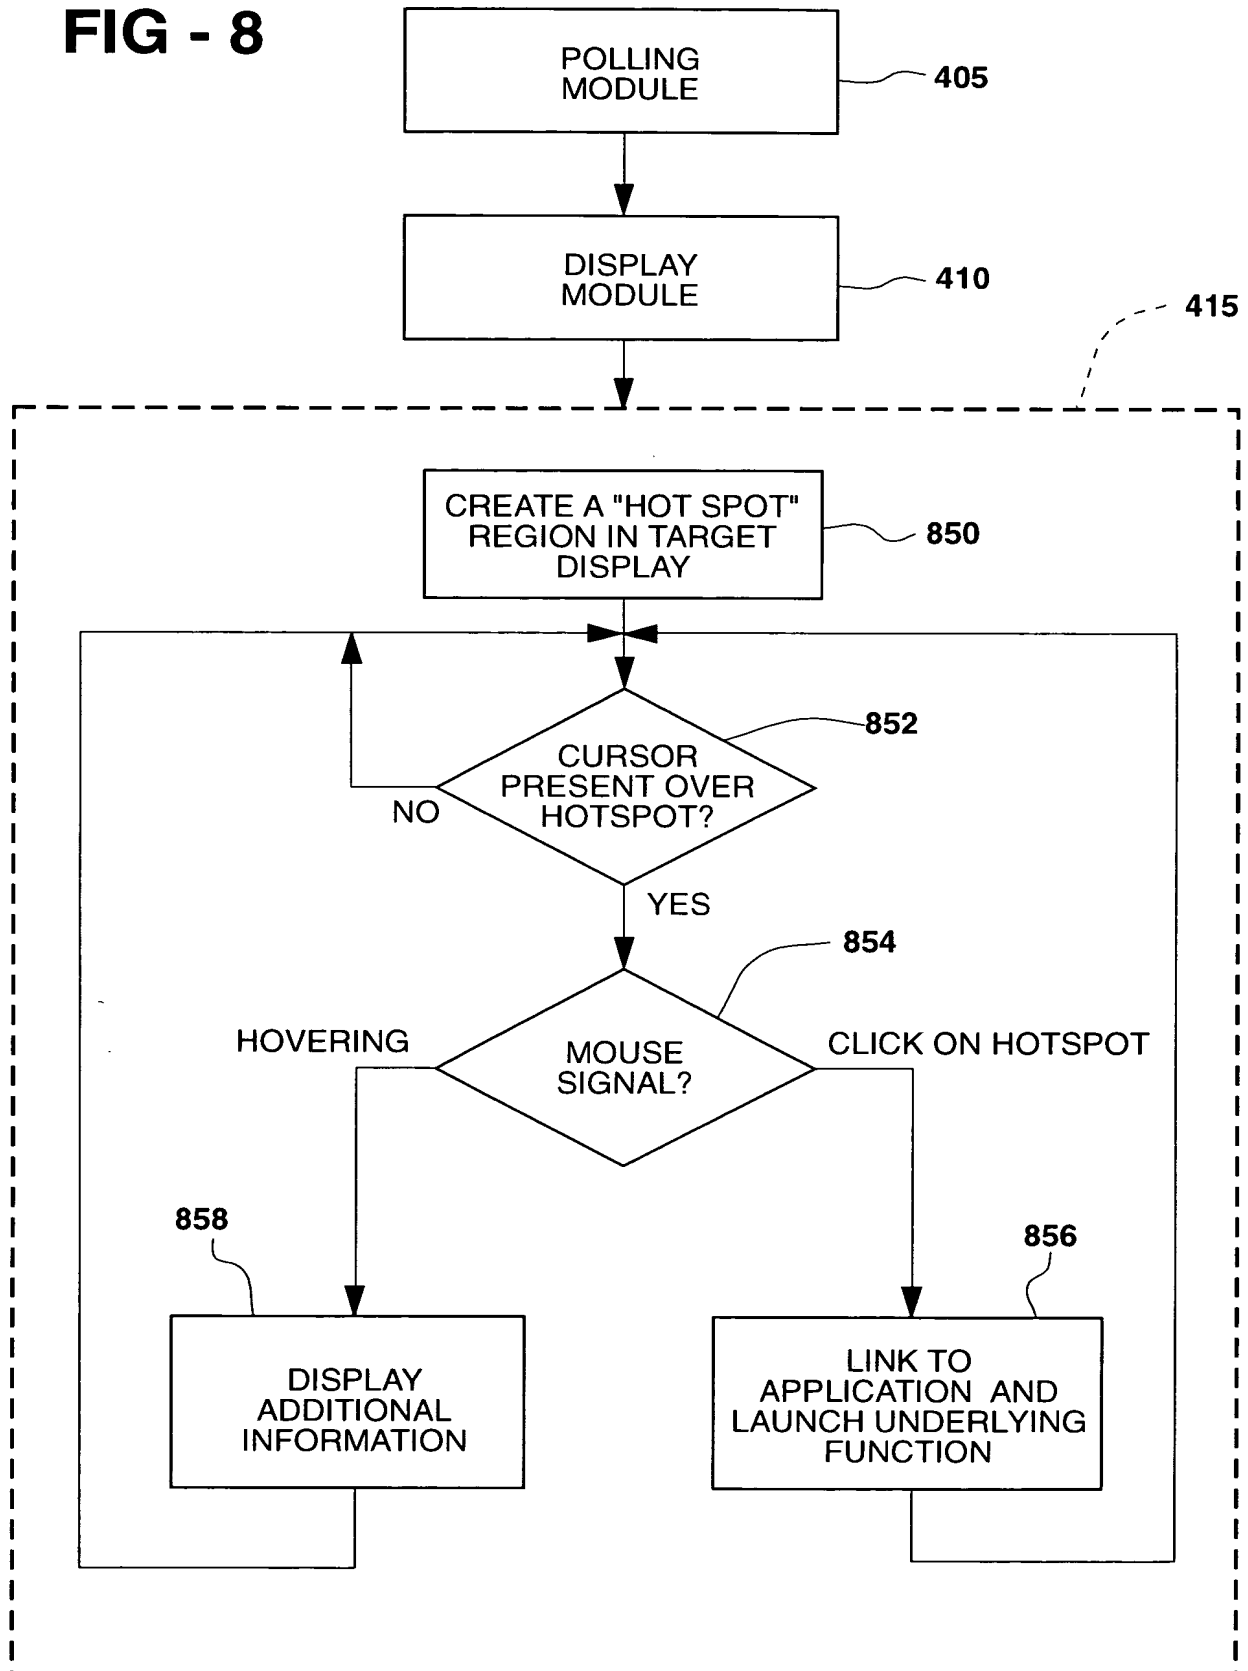 FIG - 8
POLLING
MODULE
405
DISPLAY
MODULE
410
415
CREATE A "HOT SPOT"
REGION IN TARGET
DISPLAY
850
CURSOR
PRESENT OVER
HOTSPOT?
852
NO
YES
854
HOVERING
MOUSE
SIGNAL?
CLICK ON HOTSPOT
858
856
DISPLAY
ADDITIONAL
INFORMATION
LINK TO
APPLICATION AND
LAUNCH UNDERLYING
FUNCTION